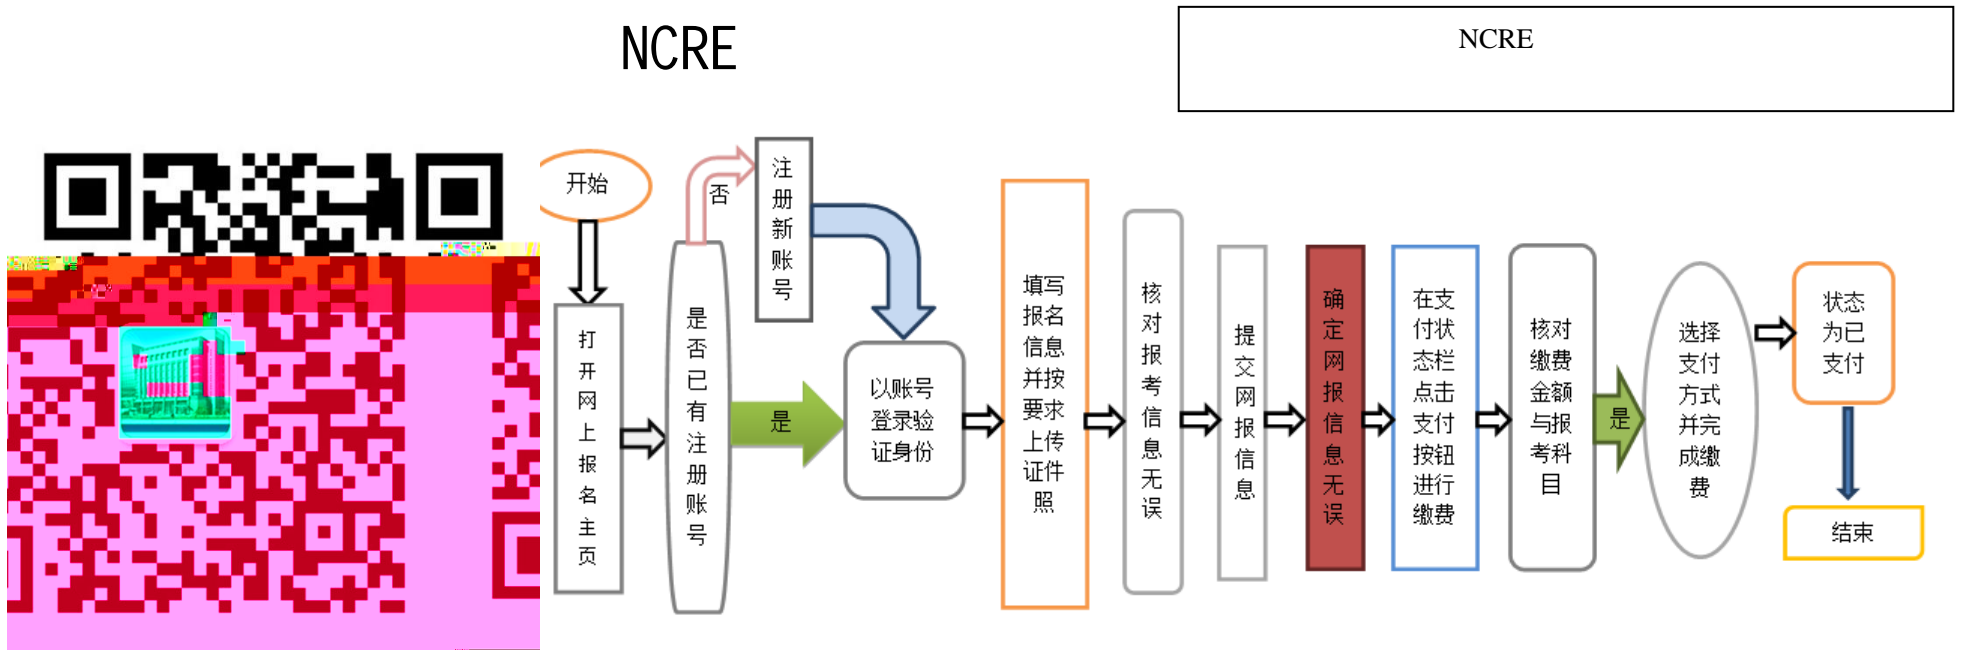 NCRE
NCRE
开始
打
开
网
上
报
名
主
页
是
否
已
有
注
册
账
号
否
注
册
新
账
号
是
以账号
登录验
证身份
填写
报名
信息
并按
要求
上传
证件
照
核
对
报
考
信
息
无
误
提
交
网
报
信
息
确
定
网
报
信
息
无
误
在支
付状
态栏
点击
支付
按钮
进行
缴费
核对
缴费
金额
与报
考科
目
是
选择
支付
方式
并完
成缴
费
状态
为已
支付
结束